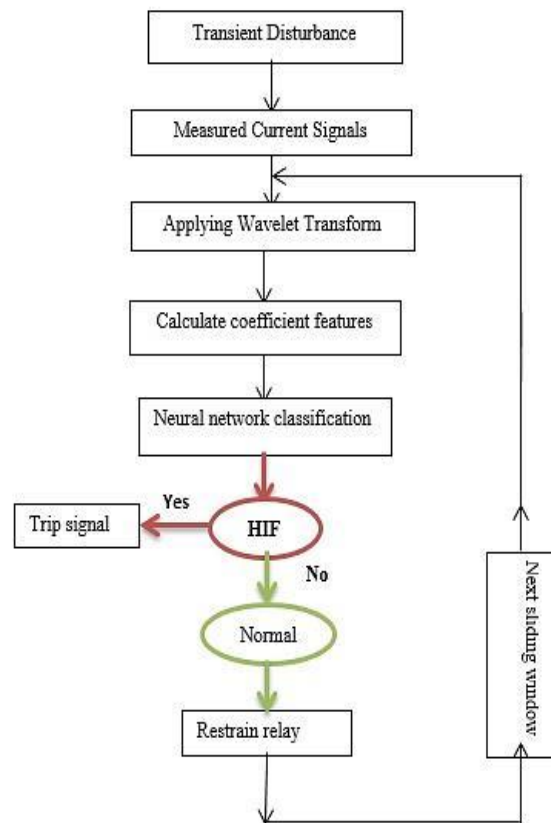 Transient Disturbance
Measured Current Signals
Applying Wavelet Transform
Calculate coefficient features
Neural network classification
Yes
Trip signal
HIF
No
Normal
Restrain relay
Next sliding window